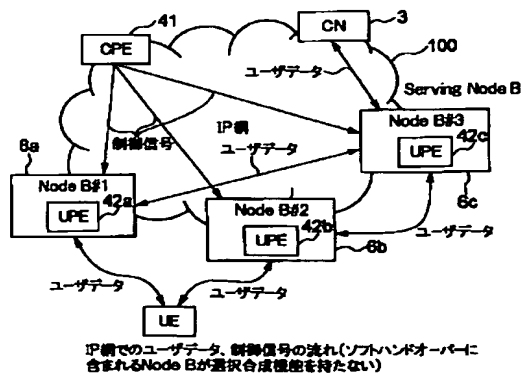 41
CPE
CN
3
100
ユーザデータ
Serving Node B
Node B#3
42c
UPE
6c
制御信号
IP網
ユーザデータ
6a
Node B#1
42a
UPE
Node B#2
42b
UPE
6b
ユーザデータ
ユーザデータ
ユーザデータ
UE
IP網でのユーザデータ、制御信号の流れ(ソフトハンドオーバーに
含まれるNode Bが選択合成機能を持たない)